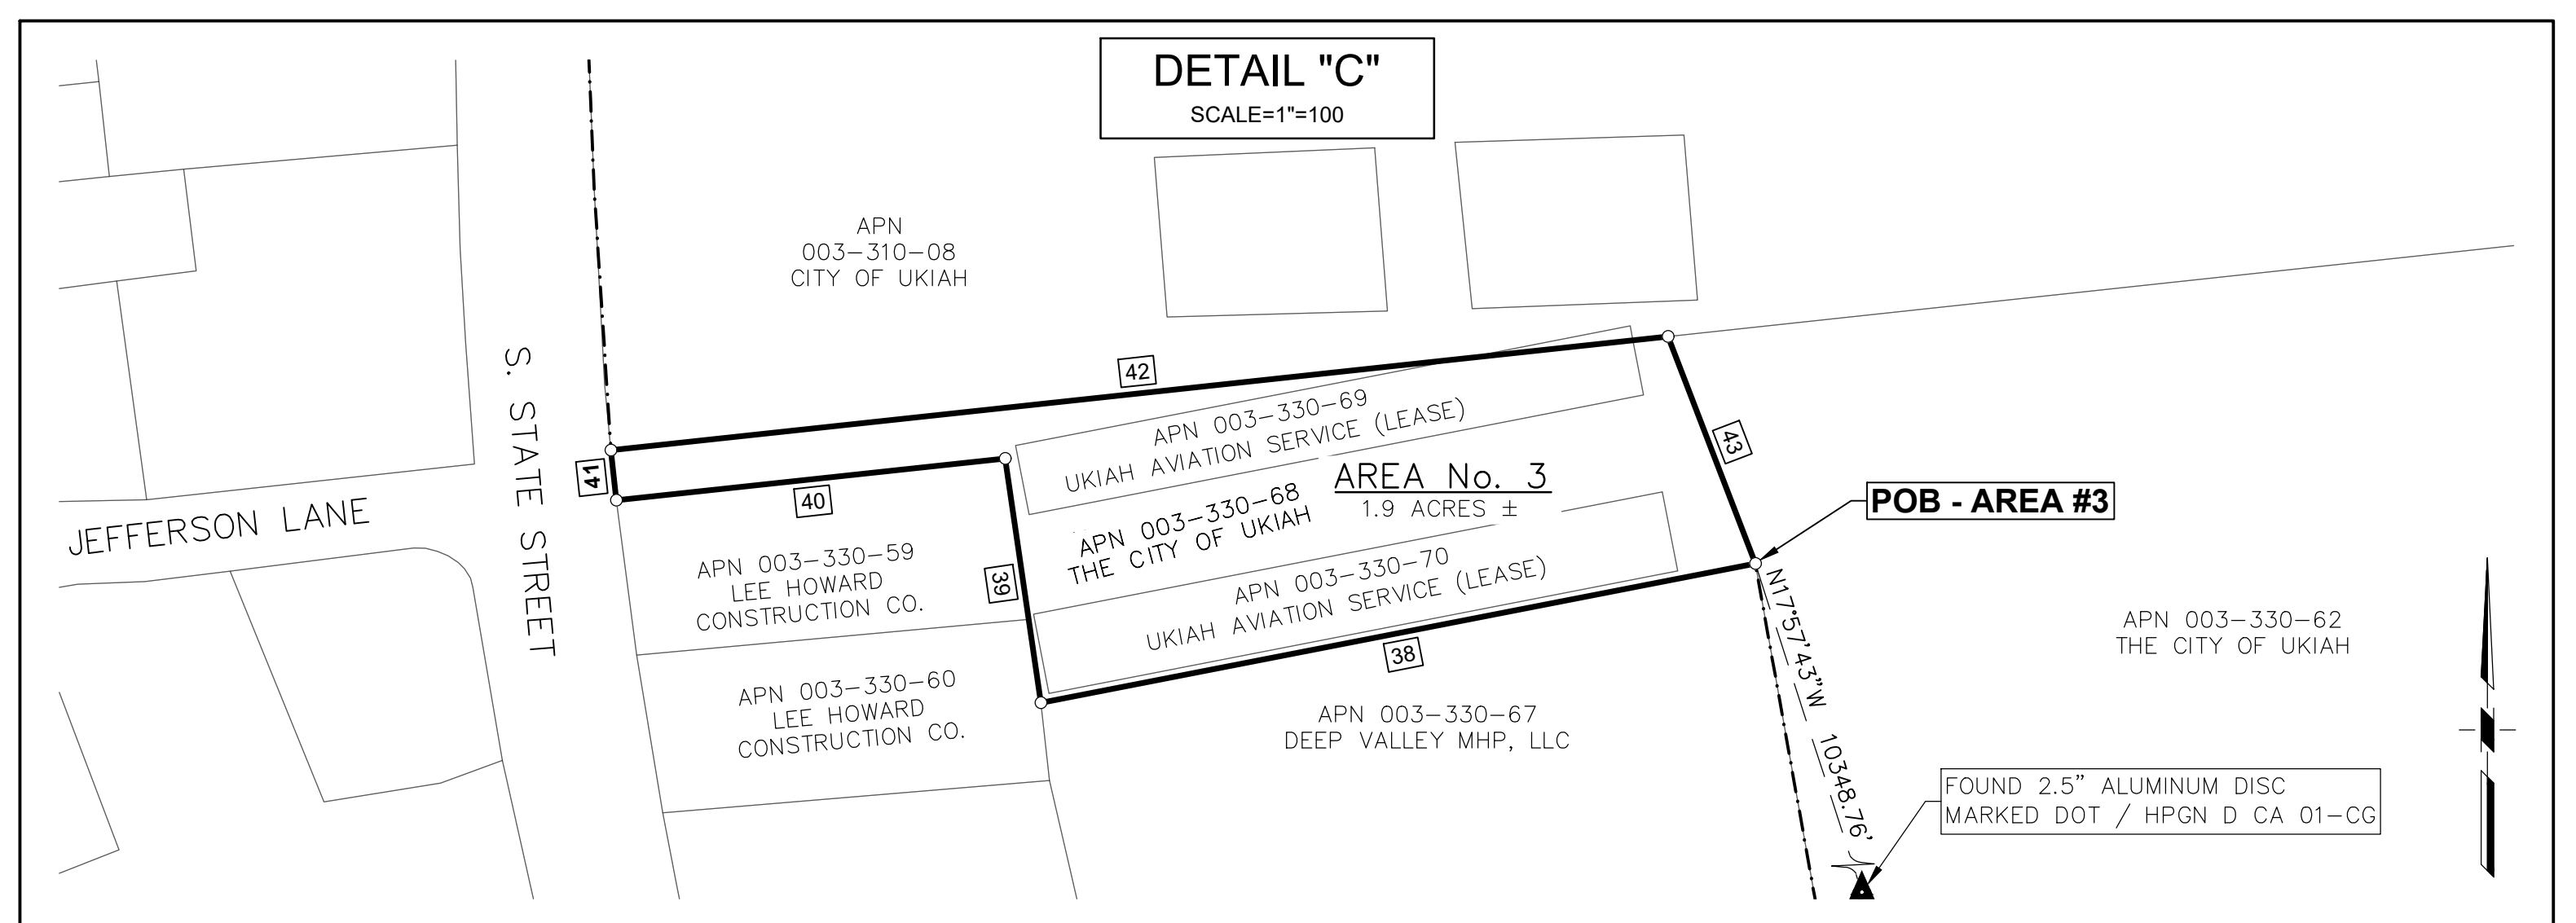 DETAIL "C"
SCALE=1"=100
APN
003-310-08
CITY OF UKIAH
S. STATE STREET
JEFFERSON LANE
42
41
40
39
43
38
APN 003-330-69
UKIAH AVIATION SERVICE (LEASE)
AREA No. 3
1.9 ACRES ±
APN 003-330-68
THE CITY OF UKIAH
POB - AREA #3
APN 003-330-59
LEE HOWARD
CONSTRUCTION CO.
APN 003-330-70
UKIAH AVIATION SERVICE (LEASE)
APN 003-330-60
LEE HOWARD
CONSTRUCTION CO.
APN 003-330-67
DEEP VALLEY MHP, LLC
N17°57'43"W 10348.76'
APN 003-330-62
THE CITY OF UKIAH
FOUND 2.5" ALUMINUM DISC
MARKED DOT / HPGN D CA 01-CG